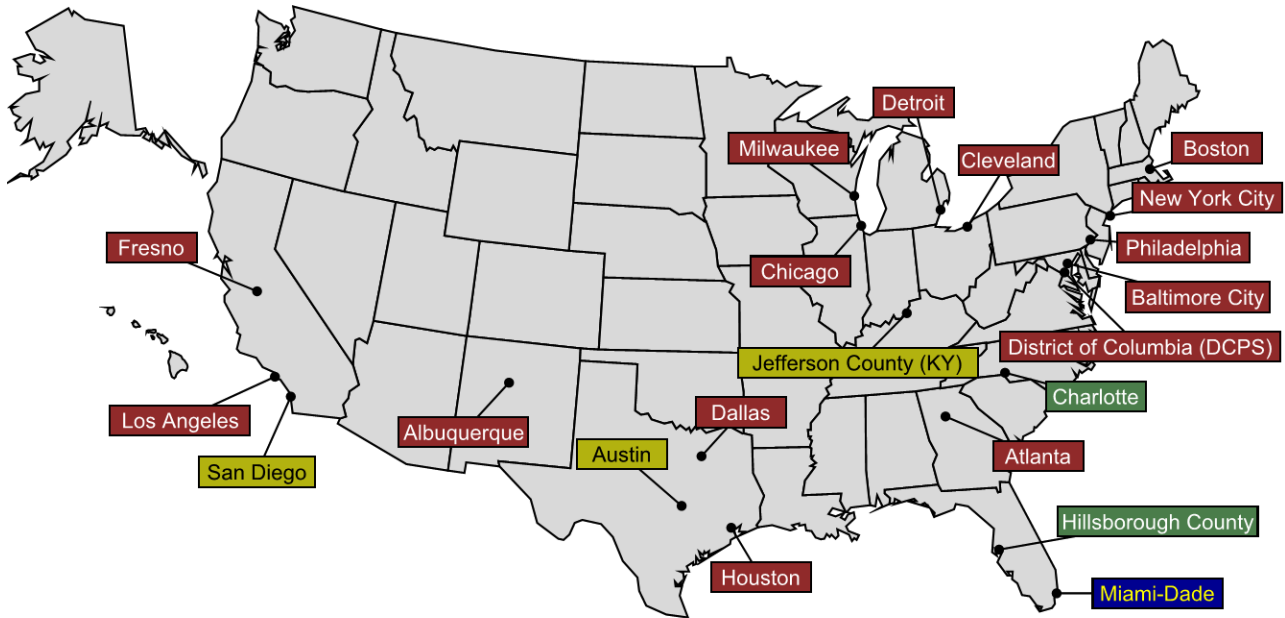 Detroit
Milwaukee
Cleveland
Boston
New York City
Fresno
Philadelphia
Chicago
Baltimore City
District of Columbia (DCPS)
Jefferson County (KY)
Charlotte
Los Angeles
Albuquerque
Dallas
Austin
Atlanta
San Diego
Hillsborough County
Houston
Miami-Dade